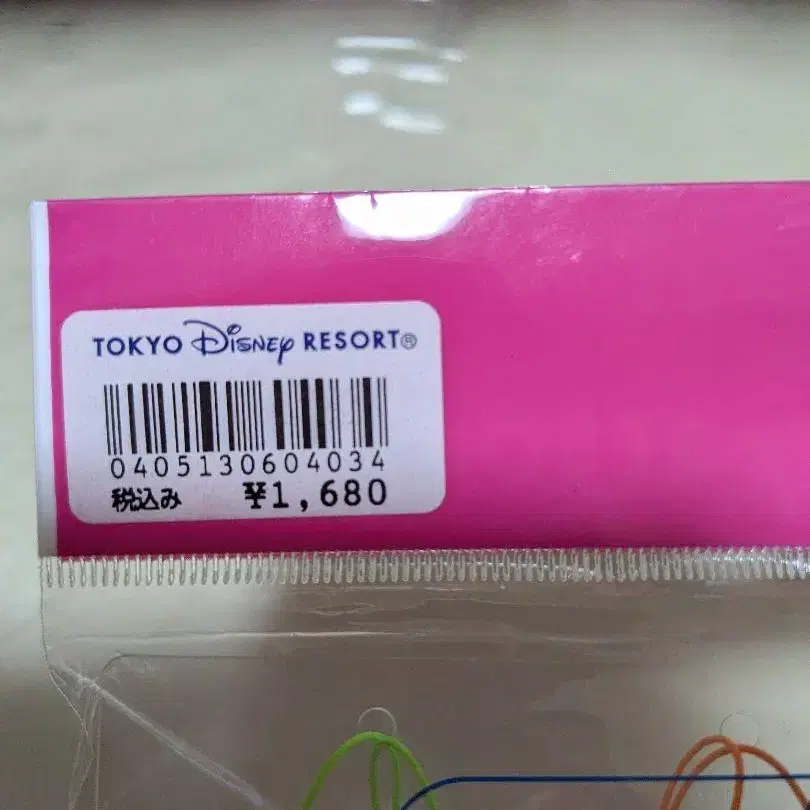 TOKYO Disney RESORT®
0405130604034
税込み ¥1,680